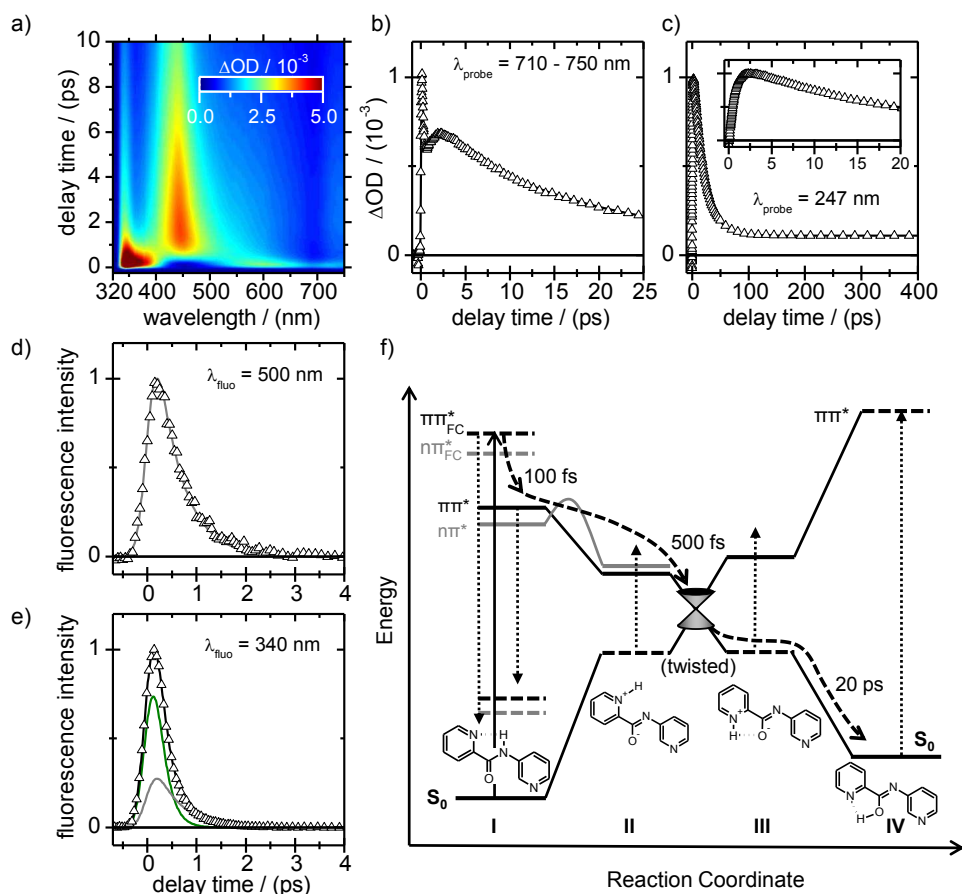 a)
10
8
6
4
2
0
delay time / (ps)
ΔOD / 10⁻³
0.0 2.5 5.0
320 400 500 600 700
wavelength / (nm)
b)
λprobe = 710 - 750 nm
1
0
ΔOD / (10⁻³)
0 5 10 15 20 25
delay time / (ps)
c)
0 5 10 15 20
λprobe = 247 nm
1
0
0 100 200 300 400
delay time / (ps)
d)
λfluo = 500 nm
1
0
fluorescence intensity
0 1 2 3 4
e)
λfluo = 340 nm
1
0
fluorescence intensity
0 1 2 3 4
delay time / (ps)
f)
Energy
ππ*FC
nπ*FC
100 fs
ππ*
ππ*
nπ*
500 fs
(twisted)
20 ps
N H
N
O
N
S₀
N⁺ H
N
O⁻
N
N⁺
H O⁻
N
N
S₀
N
H O
N
N
I II III IV
Reaction Coordinate